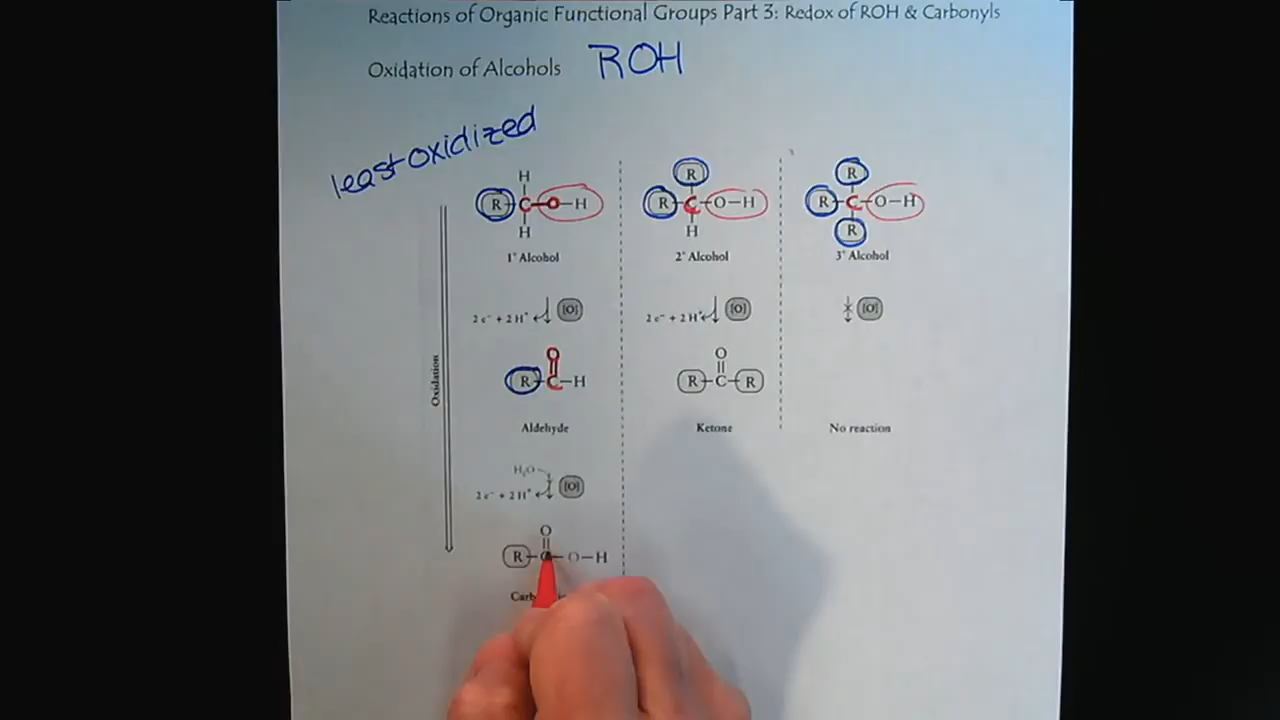 Reactions of Organic Functional Groups Part 3: Redox of ROH & Carbonyls
Oxidation of Alcohols ROH
least oxidized
H R R
R C O H R C O H R C O H
H H R
1° Alcohol 2° Alcohol 3° Alcohol
2 e⁻ + 2 H⁺ [O] 2 e⁻ + 2 H⁺ [O] [O]
Oxidation
O O
R C H R C R
Aldehyde Ketone No reaction
H₂O
2 e⁻ + 2 H⁺ [O]
O
R O H